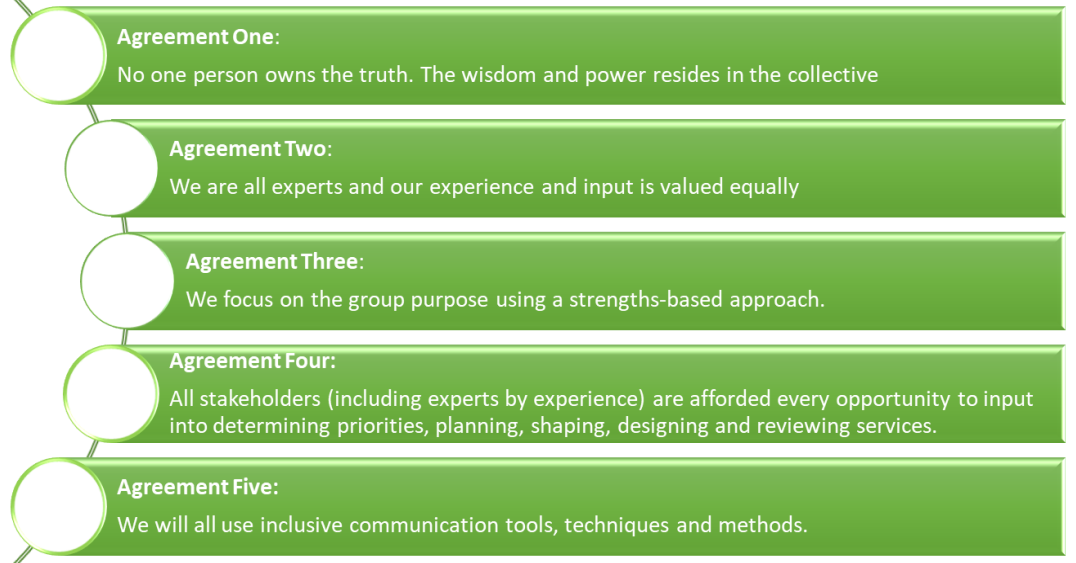 Agreement One:
No one person owns the truth. The wisdom and power resides in the collective
Agreement Two:
We are all experts and our experience and input is valued equally
Agreement Three:
We focus on the group purpose using a strengths-based approach.
Agreement Four:
All stakeholders (including experts by experience) are afforded every opportunity to input
into determining priorities, planning, shaping, designing and reviewing services.
Agreement Five:
We will all use inclusive communication tools, techniques and methods.